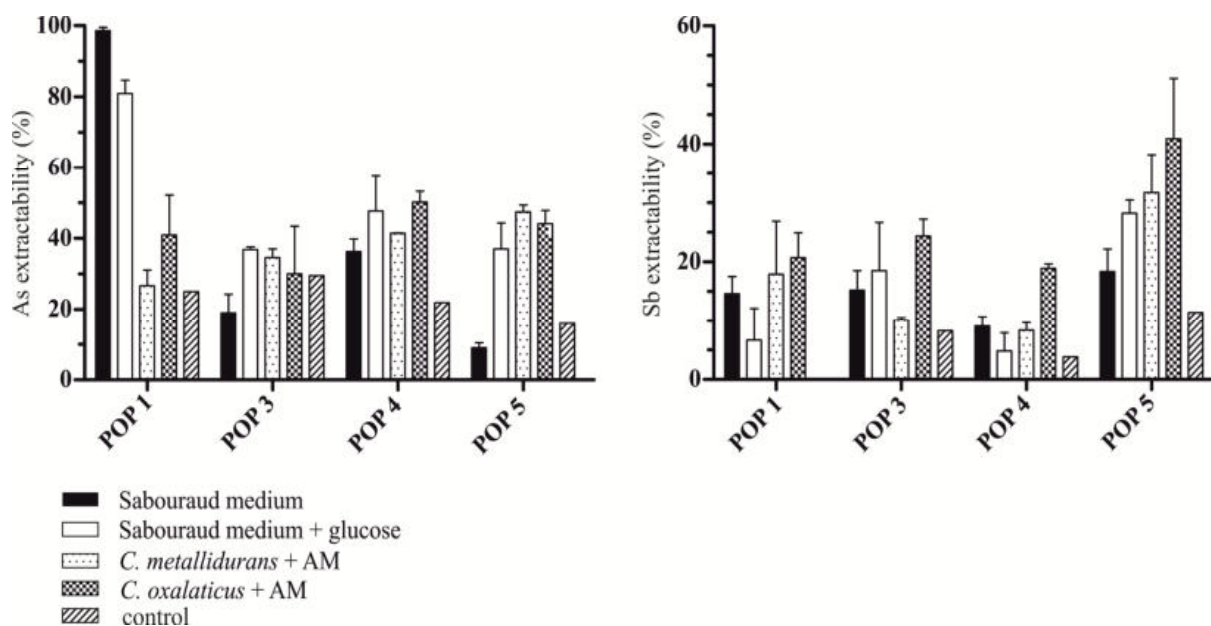 As extractability (%)
100
80
60
40
20
0
POP 1
POP 3
POP 4
POP 5
Sb extractability (%)
60
40
20
0
POP 1
POP 3
POP 4
POP 5
Sabouraud medium
Sabouraud medium + glucose
C. metallidurans + AM
C. oxalaticus + AM
control